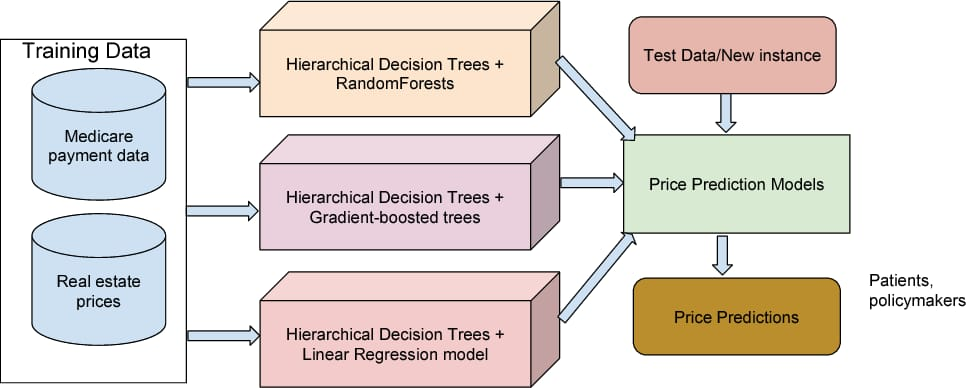 Training Data
Medicare
payment data
Real estate
prices
Hierarchical Decision Trees +
RandomForests
Hierarchical Decision Trees +
Gradient-boosted trees
Hierarchical Decision Trees +
Linear Regression model
Test Data/New instance
Price Prediction Models
Price Predictions
Patients,
policymakers